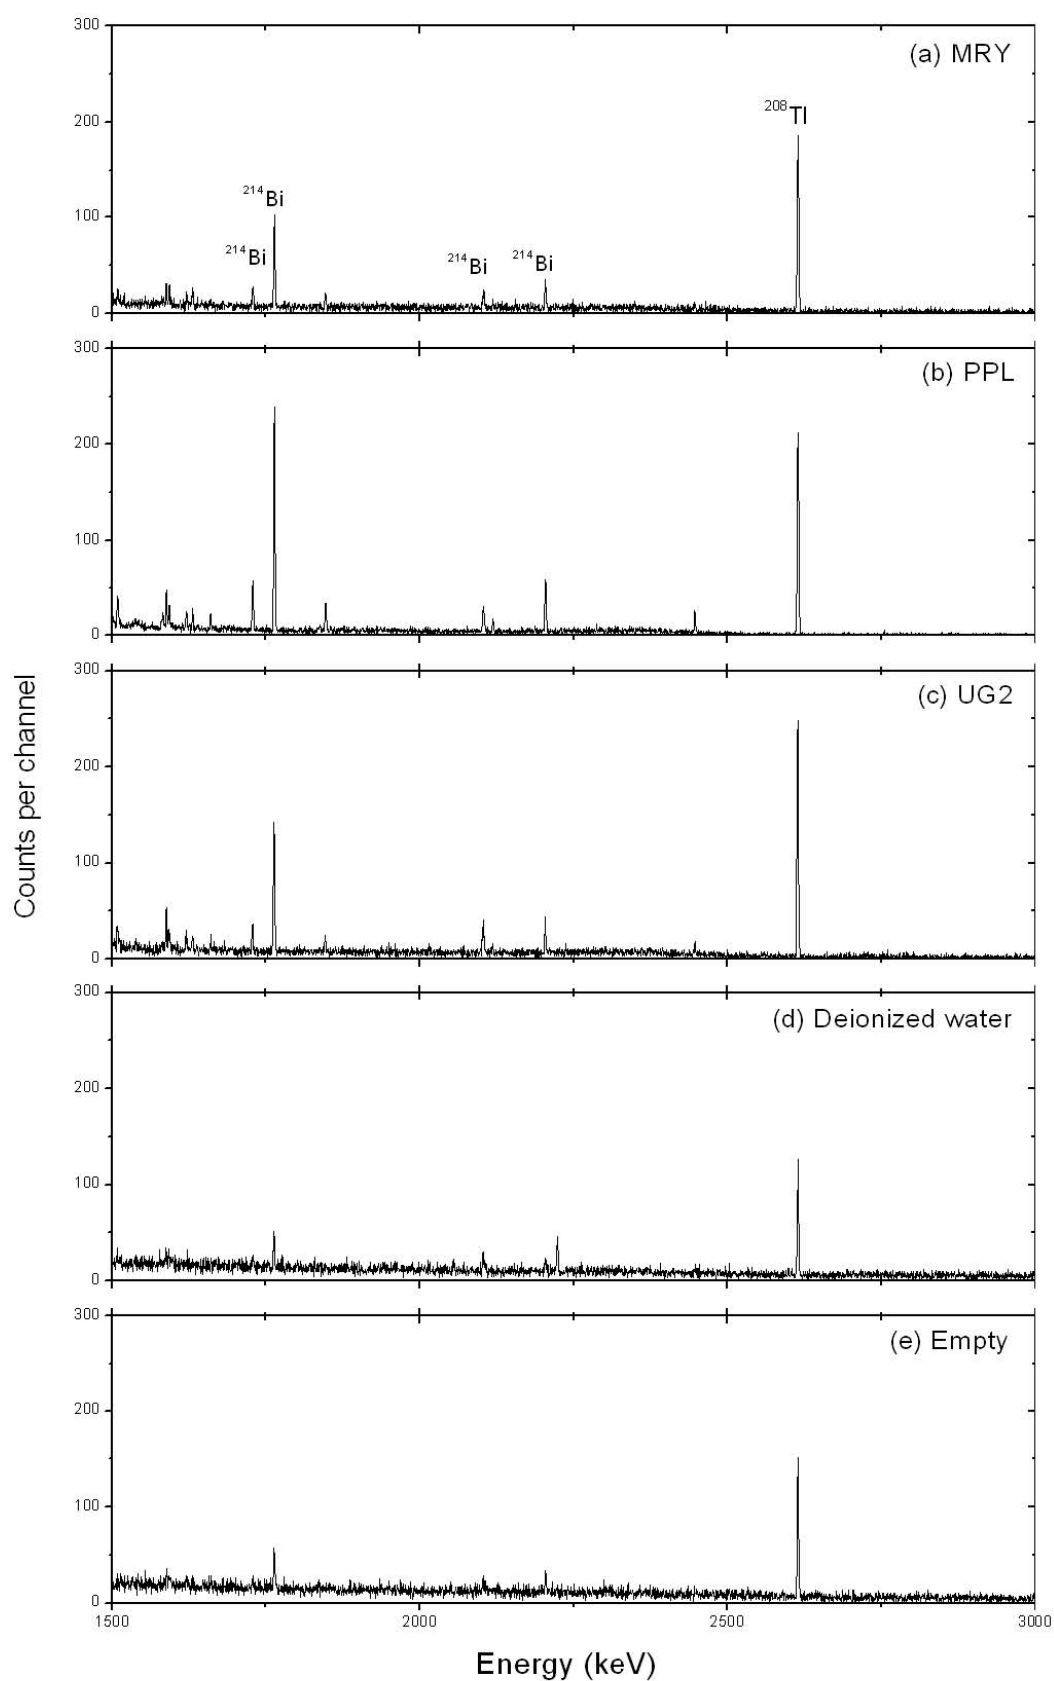 300
(a) MRY
208Tl
200
214Bi
100
214Bi
214Bi
214Bi
0
300
(b) PPL
200
100
0
300
(c) UG2
200
100
0
Counts per channel
300
(d) Deionized water
200
100
0
300
(e) Empty
200
100
0
1500 2000 2500 3000
Energy (keV)